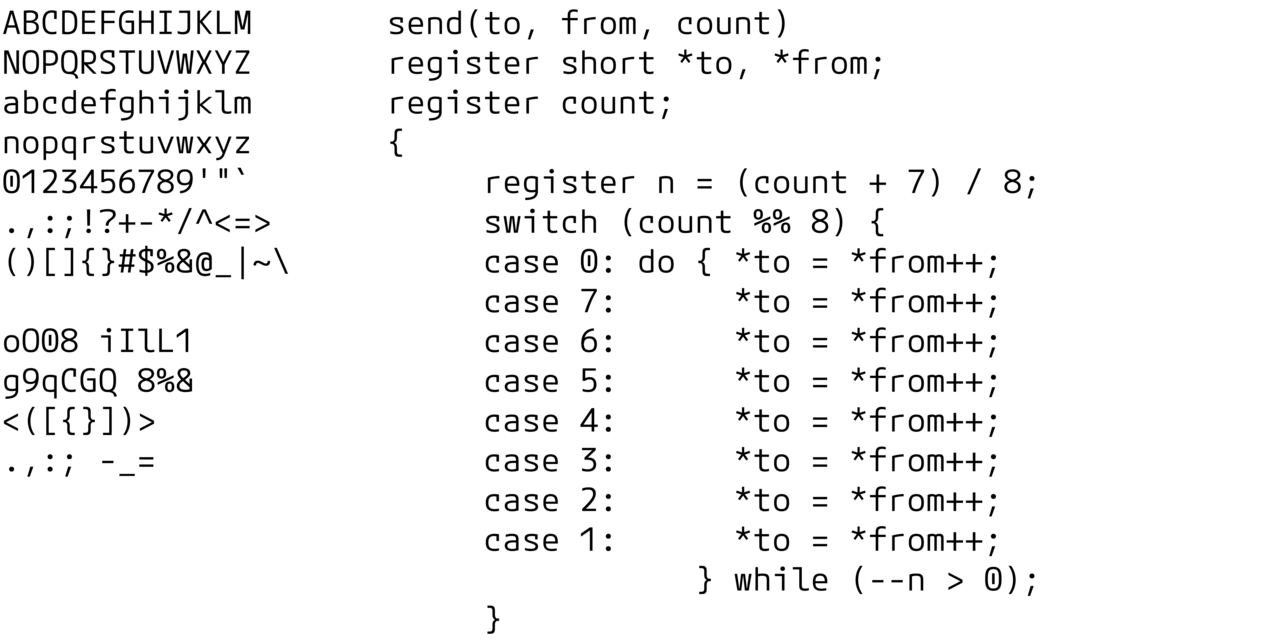 ABCDEFGHIJKLM
NOPQRSTUVWXYZ
abcdefghijklm
nopqrstuvwxyz
0123456789'"`
.,:;!?+-*/^<=>
()[]{}#$%&@_|~\
oO08 iIlL1
g9qCGQ 8%&
<([{}])>
.,:; -_=
send(to, from, count)
register short *to, *from;
register count;
{
    register n = (count + 7) / 8;
    switch (count %% 8) {
    case 0: do { *to = *from++;
    case 7:      *to = *from++;
    case 6:      *to = *from++;
    case 5:      *to = *from++;
    case 4:      *to = *from++;
    case 3:      *to = *from++;
    case 2:      *to = *from++;
    case 1:      *to = *from++;
               } while (--n > 0);
    }